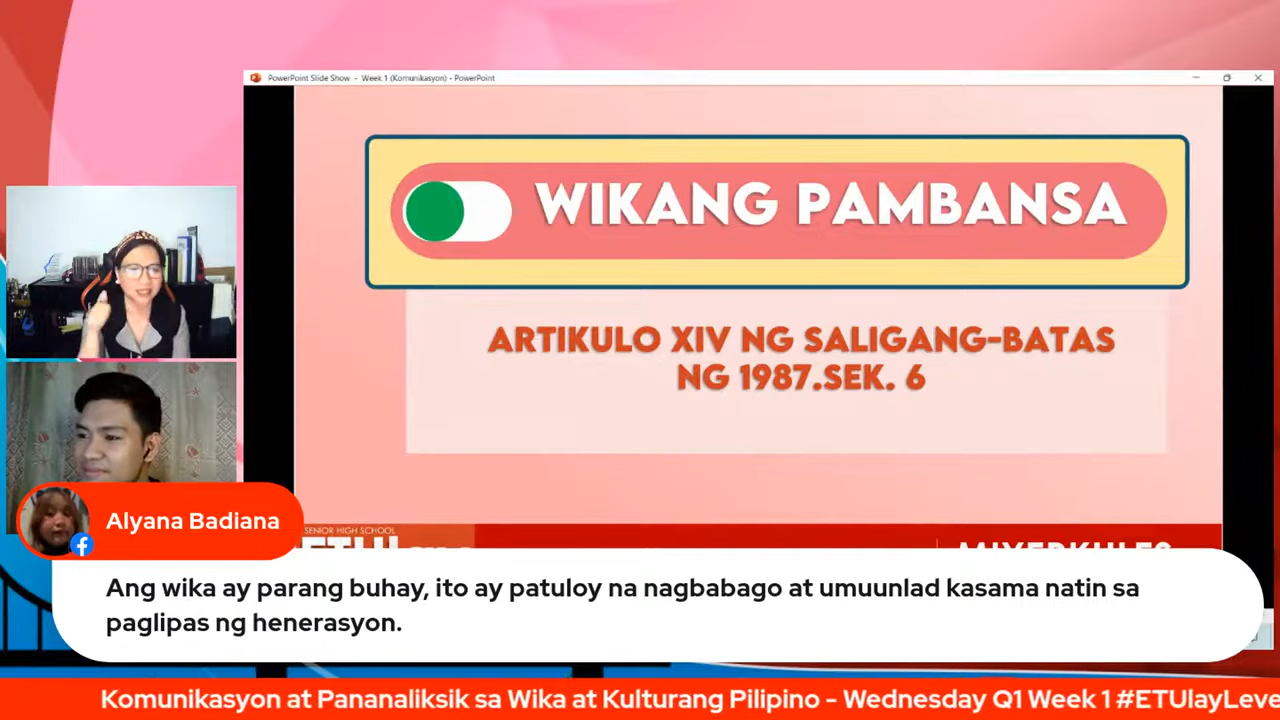 PowerPoint Slide Show - Week 1 (Komunikasyon) - PowerPoint
WIKANG PAMBANSA
ARTIKULO XIV NG SALIGANG-BATAS
NG 1987.SEK. 6
SENIOR HIGH SCHOOL
Alyana Badiana
Ang wika ay parang buhay, ito ay patuloy na nagbabago at umuunlad kasama natin sa
paglipas ng henerasyon.
Komunikasyon at Pananaliksik sa Wika at Kulturang Pilipino - Wednesday Q1 Week 1 #ETUlayLeve